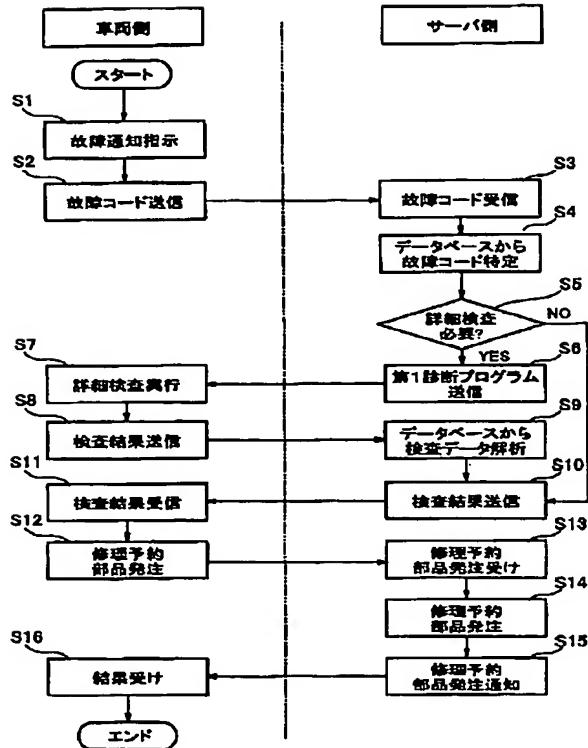 車両側
サーバ側
スタート
S1
故障通知指示
S2
故障コード送信
S3
故障コード受信
S4
データベースから
故障コード特定
S5
詳細検査
必要?
NO
YES
S6
第1診断プログラム
送信
S7
詳細検査実行
S8
検査結果送信
S9
データベースから
検査データ解析
S10
検査結果送信
S11
検査結果受信
S12
修理予約
部品発注
S13
修理予約
部品発注受け
S14
修理予約
部品発注
S15
修理予約
部品発注通知
S16
結果受け
エンド